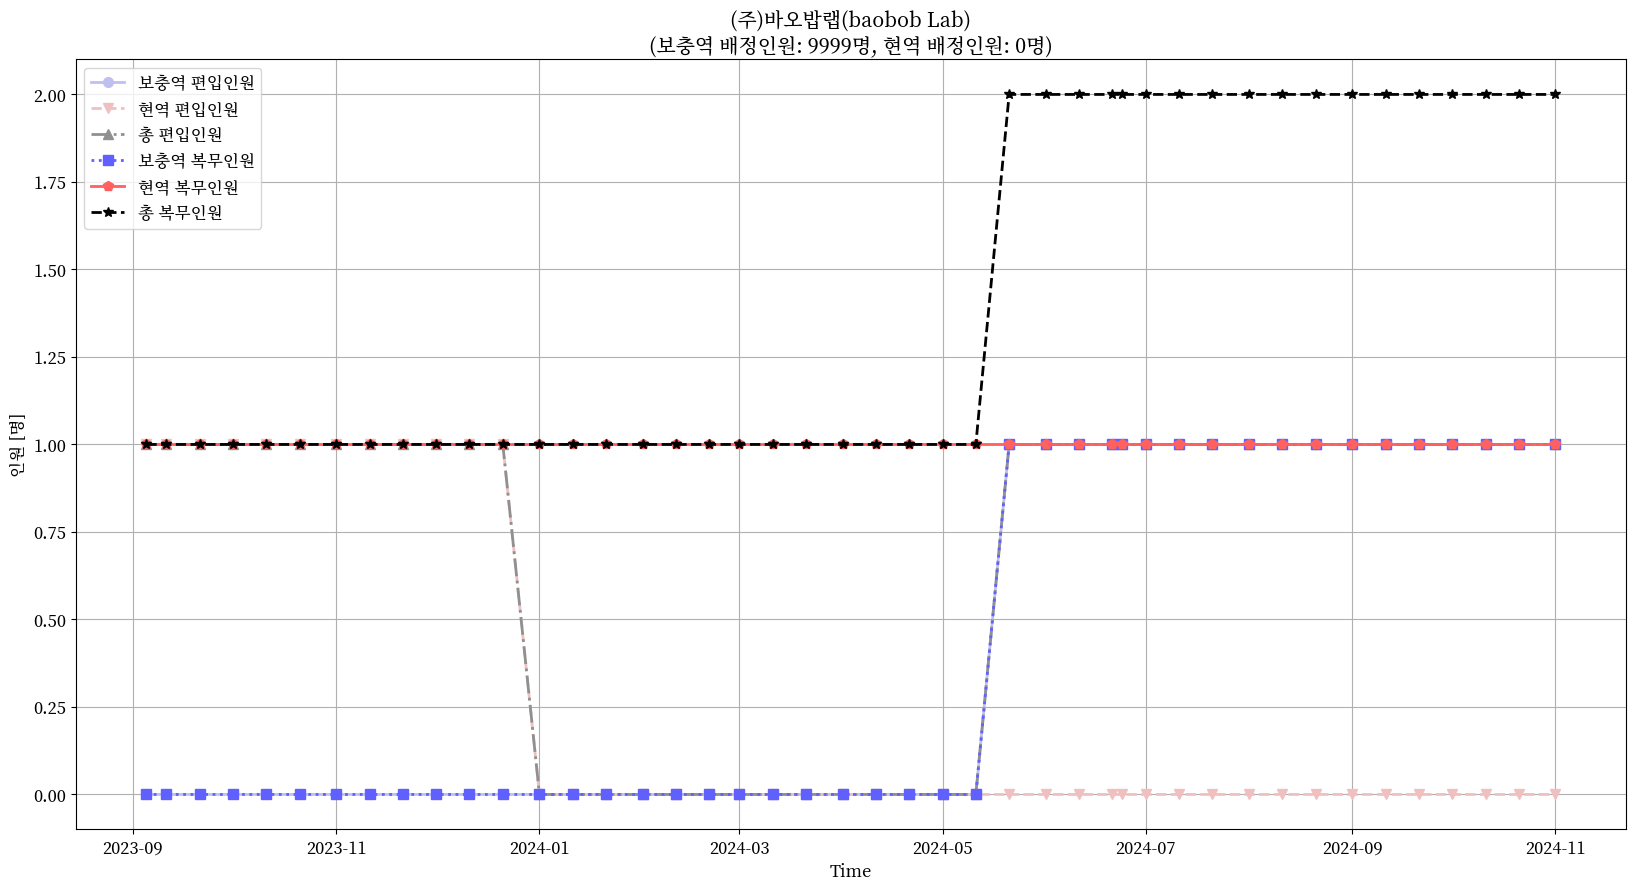 (주)바오밥랩(baobob Lab)
(보충역 배정인원: 9999명, 현역 배정인원: 0명)
보충역 편입인원
현역 편입인원
총 편입인원
보충역 복무인원
현역 복무인원
총 복무인원
2.00
1.75
1.50
1.25
1.00
0.75
0.50
0.25
0.00
인원 [명]
2023-09
2023-11
2024-01
2024-03
2024-05
2024-07
2024-09
2024-11
Time